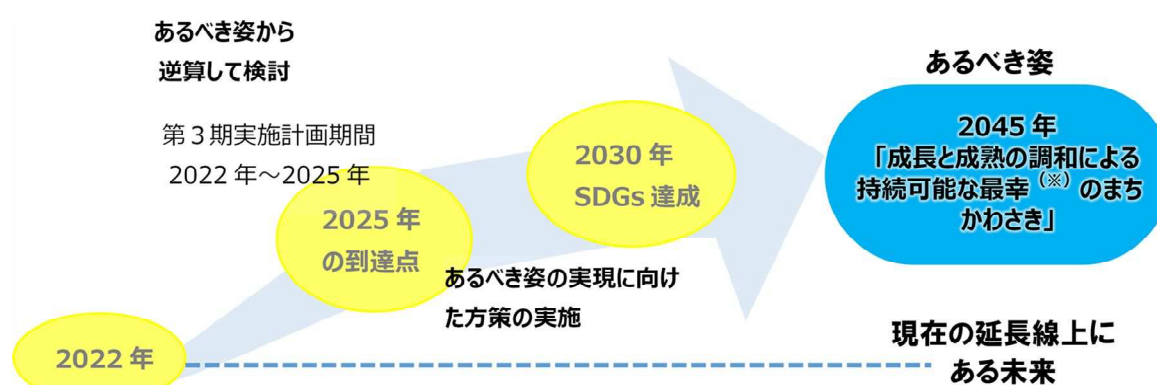 あるべき姿から
逆算して検討
第３期実施計画期間
2022 年～2025 年
2022 年
2025 年
の到達点
2030 年
SDGs 達成
あるべき姿の実現に向け
た方策の実施
あるべき姿
2045 年
「成長と成熟の調和による
持続可能な最幸（※）のまち
かわさき」
現在の延長線上に
ある未来